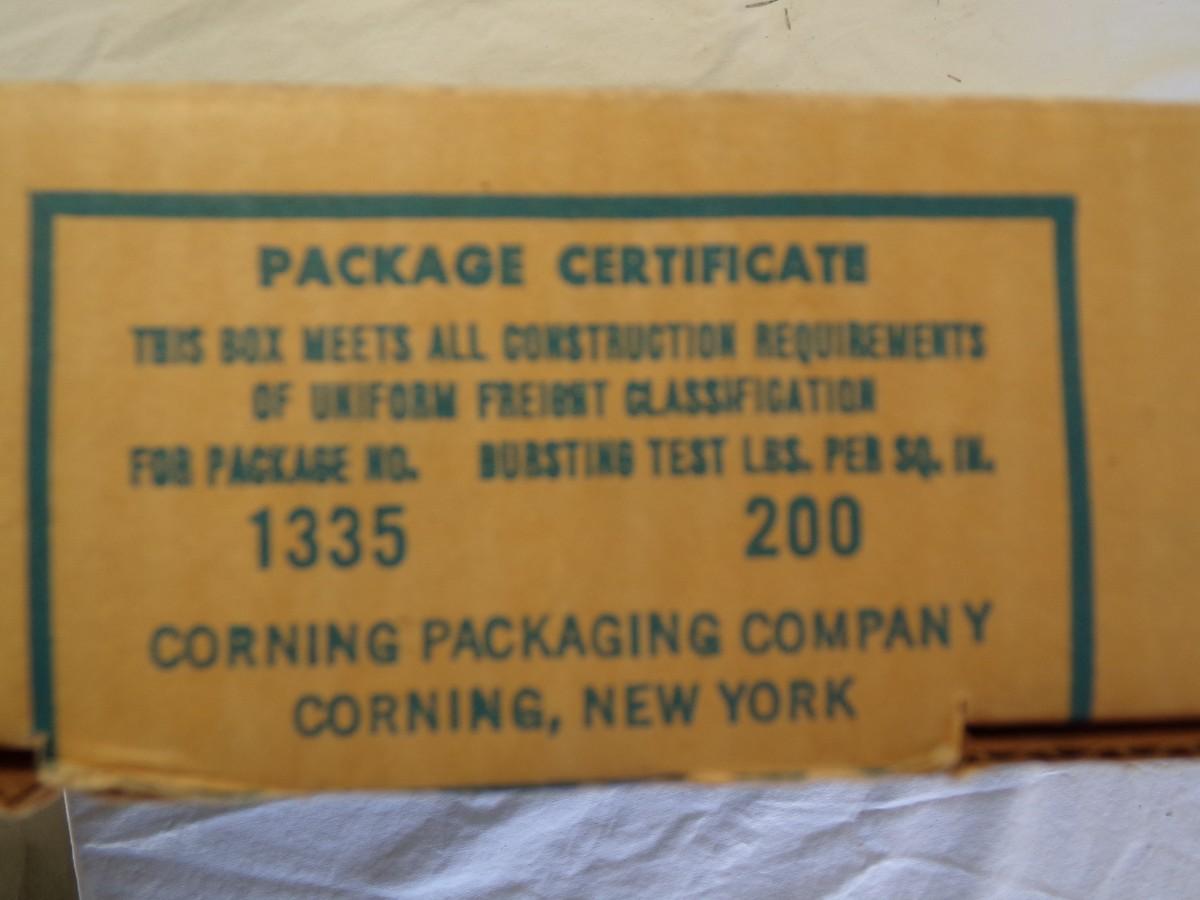 PACKAGE CERTIFICATE
THIS BOX MEETS ALL CONSTRUCTION REQUIREMENTS
OF UNIFORM FREIGHT CLASSIFICATION
FOR PACKAGE NO. BURSTING TEST LBS. PER SQ. IN.
1335 200
CORNING PACKAGING COMPANY
CORNING, NEW YORK